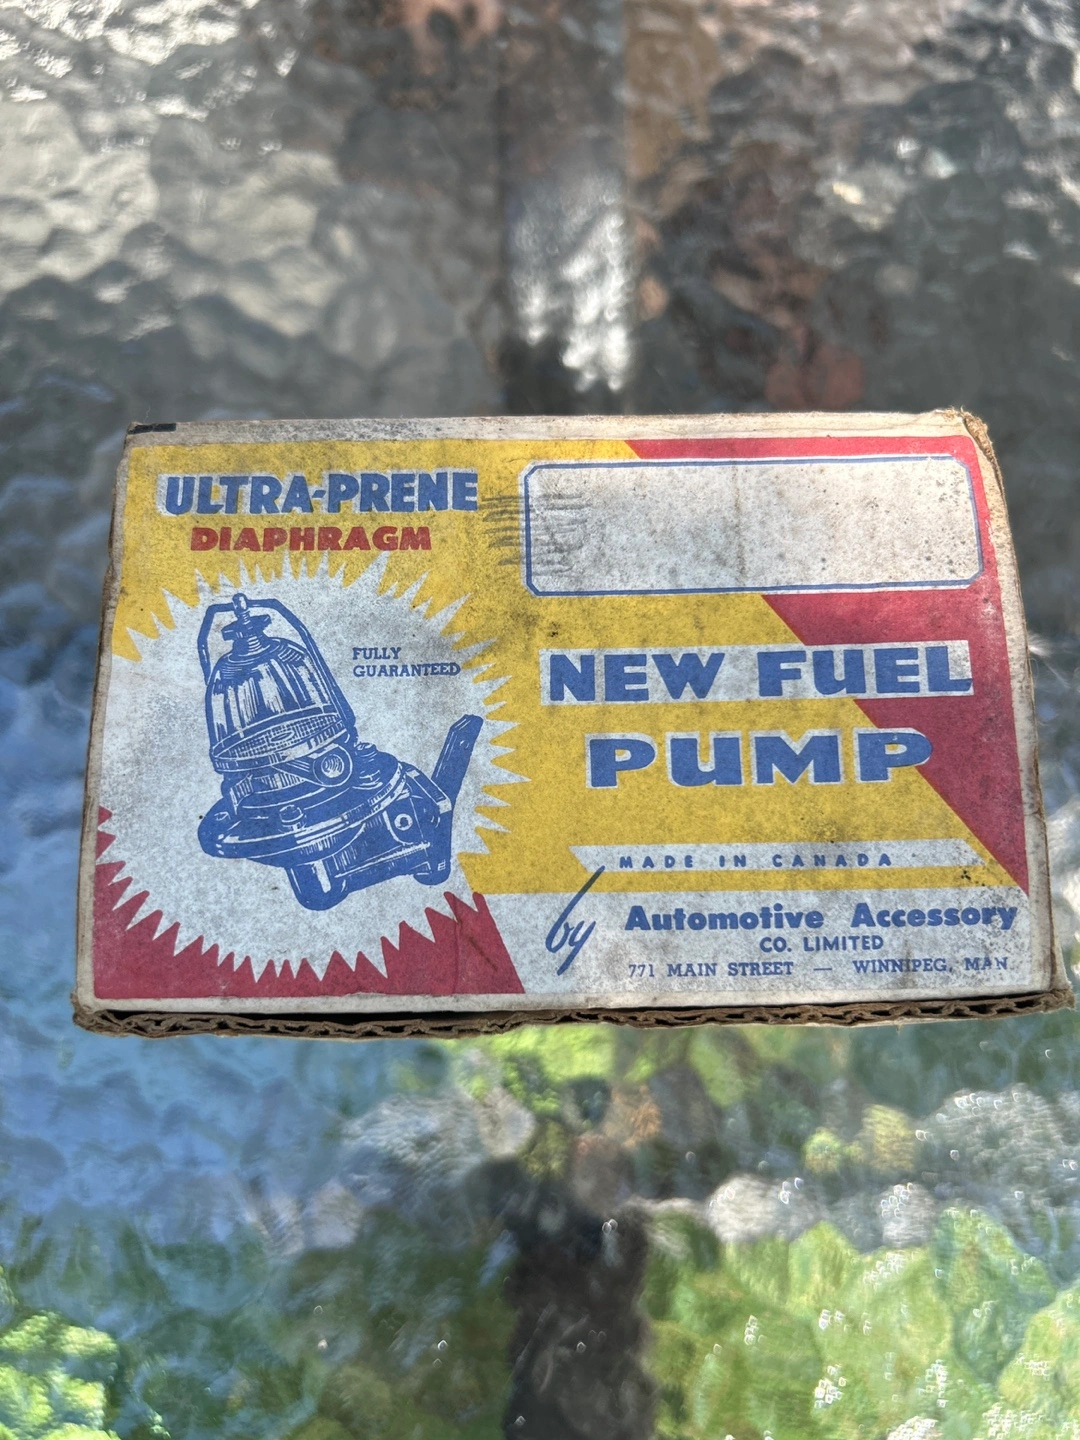 ULTRA-PRENE
DIAPHRAGM
FULLY
GUARANTEED
NEW FUEL
PUMP
MADE IN CANADA
by Automotive Accessory
CO. LIMITED
771 MAIN STREET — WINNIPEG, MAN.